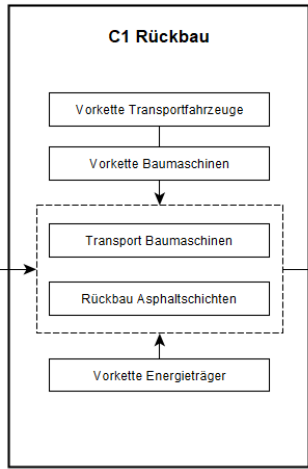 C1 Rückbau
Vorkette Transportfahrzeuge
Vorkette Baumaschinen
Transport Baumaschinen
Rückbau Asphaltschichten
Vorkette Energieträger